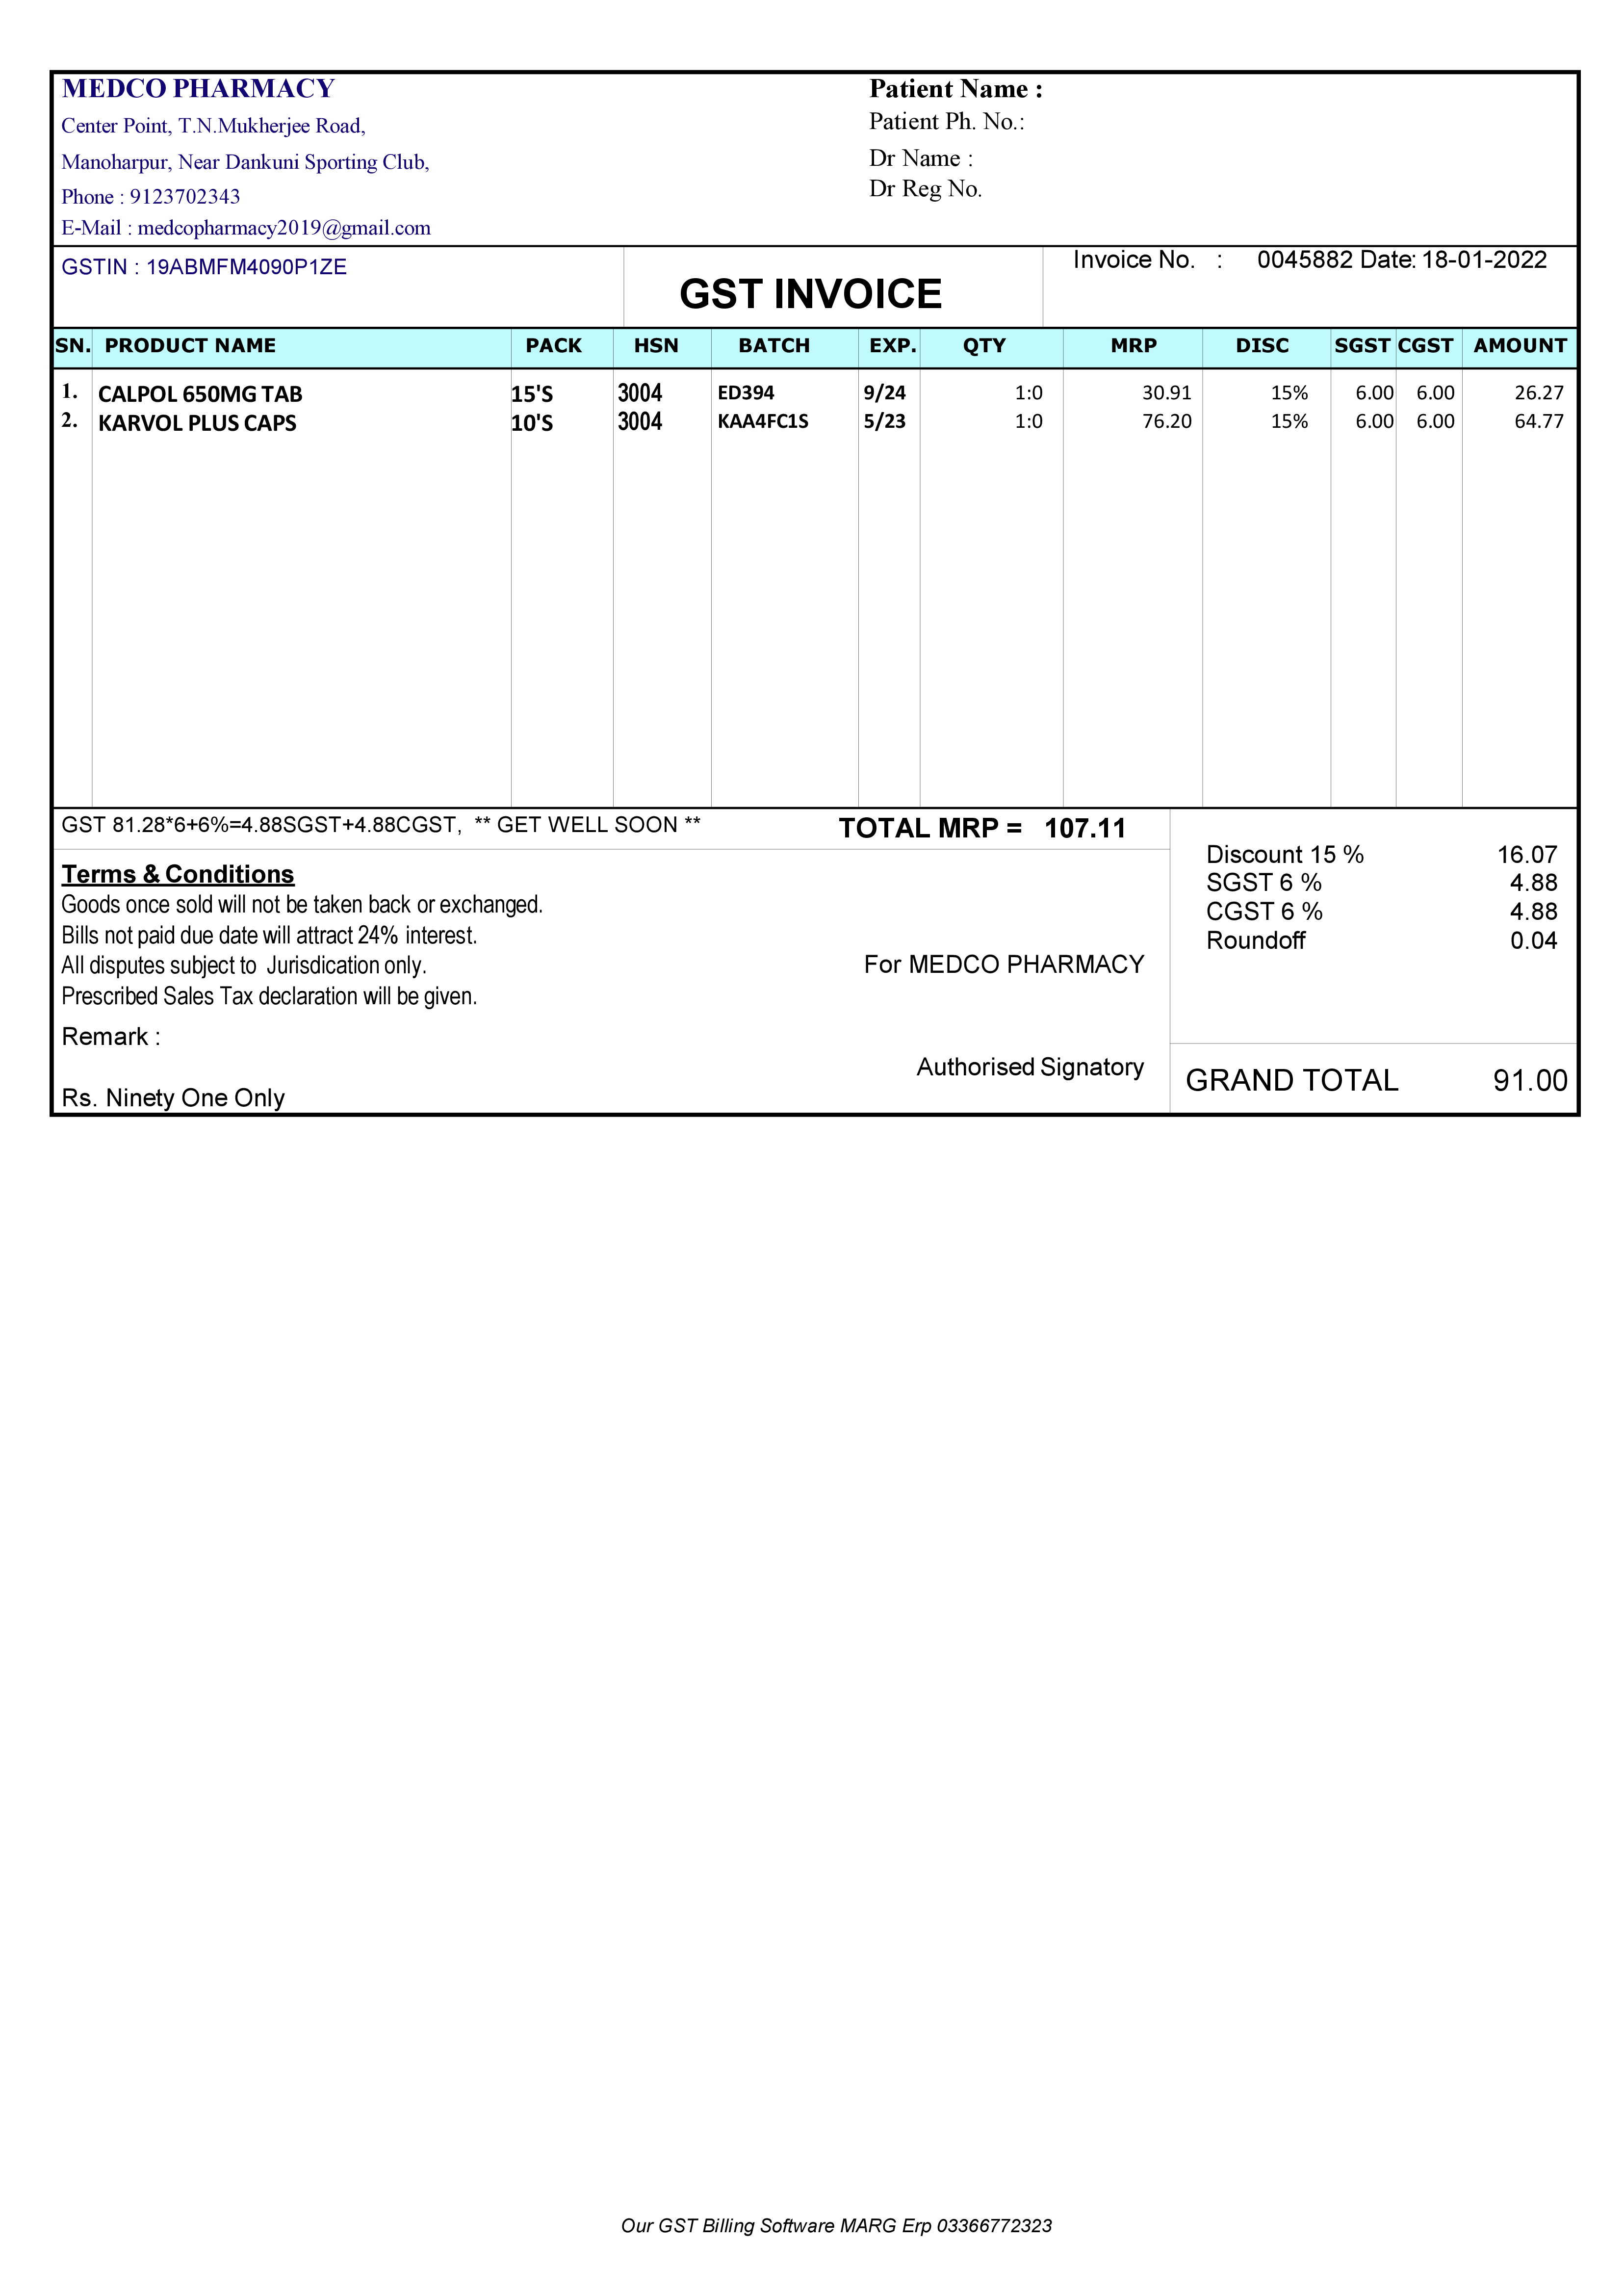 MEDCO PHARMACY
Center Point, T.N.Mukherjee Road,
Manoharpur, Near Dankuni Sporting Club,
Phone : 9123702343
E-Mail : medcopharmacy2019@gmail.com
Patient Name :
Patient Ph. No.:
Dr Name :
Dr Reg No.
GSTIN : 19ABMFM4090P1ZE
GST INVOICE
Invoice No. : 0045882 Date: 18-01-2022
SN. PRODUCT NAME PACK HSN BATCH EXP. QTY MRP DISC SGST CGST AMOUNT
1. CALPOL 650MG TAB 15'S 3004 ED394 9/24 1:0 30.91 15% 6.00 6.00 26.27
2. KARVOL PLUS CAPS 10'S 3004 KAA4FC1S 5/23 1:0 76.20 15% 6.00 6.00 64.77
GST 81.28*6+6%=4.88SGST+4.88CGST, ** GET WELL SOON ** TOTAL MRP = 107.11
Terms & Conditions
Goods once sold will not be taken back or exchanged.
Bills not paid due date will attract 24% interest.
All disputes subject to Jurisdication only.
Prescribed Sales Tax declaration will be given.
Remark :
Rs. Ninety One Only
For MEDCO PHARMACY
Authorised Signatory
Discount 15 % 16.07
SGST 6 % 4.88
CGST 6 % 4.88
Roundoff 0.04
GRAND TOTAL 91.00
Our GST Billing Software MARG Erp 03366772323